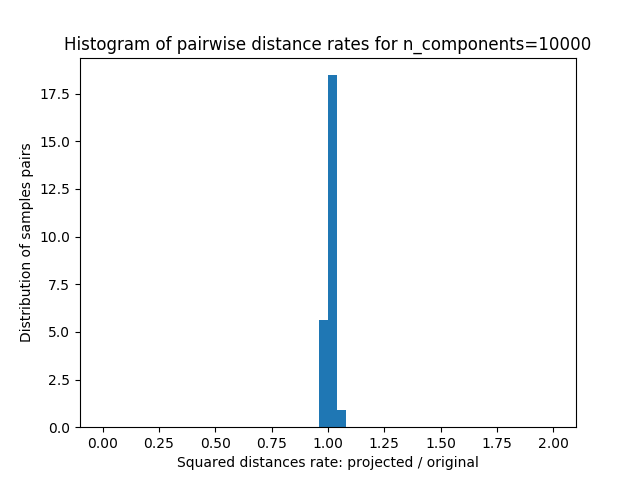 Histogram of pairwise distance rates for n_components=10000
Distribution of samples pairs
17.5
15.0
12.5
10.0
7.5
5.0
2.5
0.0
0.00 0.25 0.50 0.75 1.00 1.25 1.50 1.75 2.00
Squared distances rate: projected / original